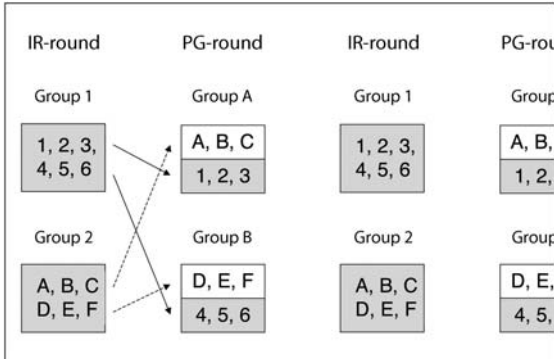 IR-round
PG-round
IR-round
Group 1
Group A
Group 1
1, 2, 3,
4, 5, 6
A, B, C
1, 2, 3
1, 2, 3,
4, 5, 6
A, B,
1, 2,
Group 2
Group B
Group 2
A, B, C
D, E, F
D, E, F
4, 5, 6
A, B, C
D, E, F
D, E,
4, 5,